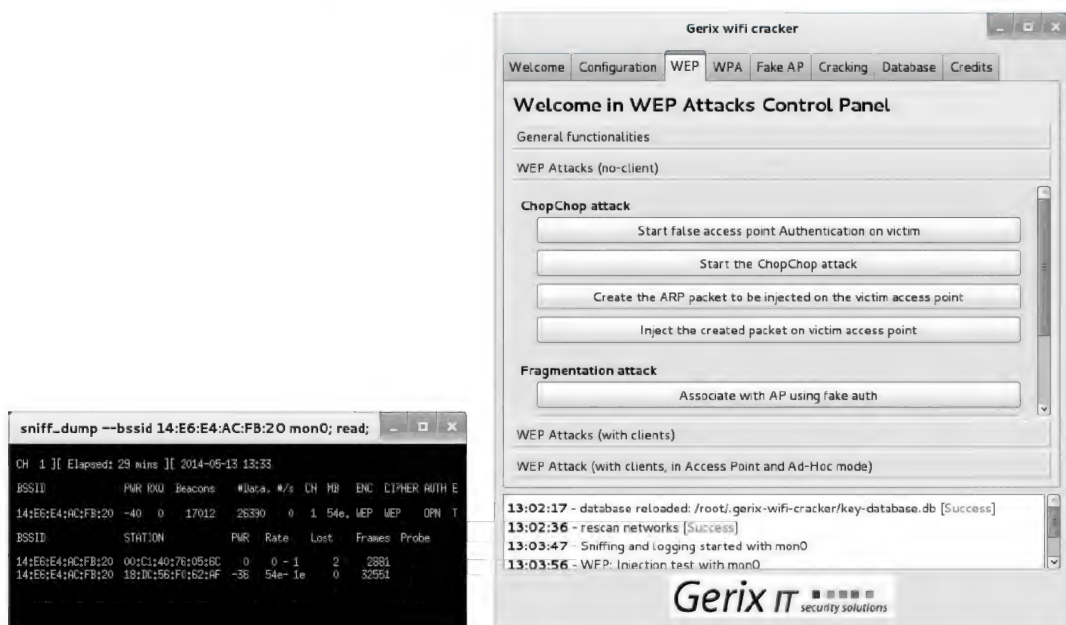 sniff_dump --bssid 14:E6:E4:AC:FB:20 mon0; read;
CH 1 ][ Elapsed: 29 mins ][ 2014-05-13 13:33
BSSID PWR RXQ Beacons #Data, #/s CH MB ENC CIPHER AUTH E
14:E6:E4:AC:FB:20 -40 0 17012 26330 0 1 54e. WEP WEP OPN T
BSSID STATION PWR Rate Lost Frames Probe
14:E6:E4:AC:FB:20 00:C1:40:76:05:6C 0 0 - 1 2 2881
14:E6:E4:AC:FB:20 18:DC:56:F0:62:AF -36 54e- 1e 0 32551
Gerix wifi cracker
Welcome Configuration WEP WPA Fake AP Cracking Database Credits
Welcome in WEP Attacks Control Panel
General functionalities
WEP Attacks (no-client)
ChopChop attack
Start false access point Authentication on victim
Start the ChopChop attack
Create the ARP packet to be injected on the victim access point
Inject the created packet on victim access point
Fragmentation attack
Associate with AP using fake auth
WEP Attacks (with clients)
WEP Attack (with clients, in Access Point and Ad-Hoc mode)
13:02:17 - database reloaded: /root/.gerix-wifi-cracker/key-database.db [Success]
13:02:36 - rescan networks [Success]
13:03:47 - Sniffing and logging started with mon0
13:03:56 - WEP: Injection test with mon0
Gerix IT security solutions